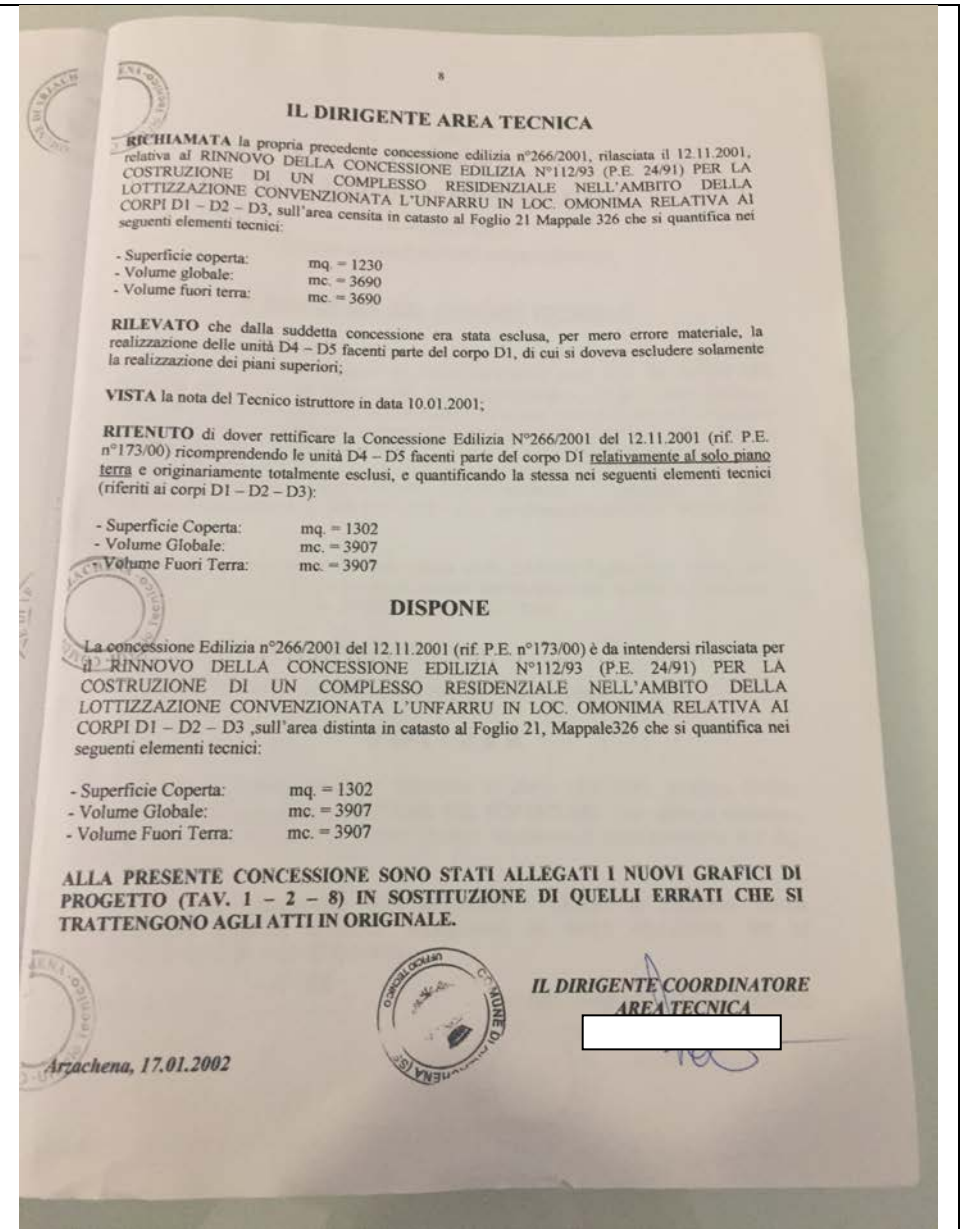 8
IL DIRIGENTE AREA TECNICA
RICHIAMATA la propria precedente concessione edilizia n°266/2001, rilasciata il 12.11.2001,
relativa al RINNOVO DELLA CONCESSIONE EDILIZIA N°112/93 (P.E. 24/91) PER LA
COSTRUZIONE DI UN COMPLESSO RESIDENZIALE NELL'AMBITO DELLA
LOTTIZZAZIONE CONVENZIONATA L'UNFARRU IN LOC. OMONIMA RELATIVA AI
CORPI D1 – D2 – D3, sull'area censita in catasto al Foglio 21 Mappale 326 che si quantifica nei
seguenti elementi tecnici:
- Superficie coperta: mq. = 1230
- Volume globale: mc. = 3690
- Volume fuori terra: mc. = 3690
RILEVATO che dalla suddetta concessione era stata esclusa, per mero errore materiale, la
realizzazione delle unità D4 – D5 facenti parte del corpo D1, di cui si doveva escludere solamente
la realizzazione dei piani superiori;
VISTA la nota del Tecnico istruttore in data 10.01.2001;
RITENUTO di dover rettificare la Concessione Edilizia N°266/2001 del 12.11.2001 (rif. P.E.
n°173/00) ricomprendendo le unità D4 – D5 facenti parte del corpo D1 relativamente al solo piano
terra e originariamente totalmente esclusi, e quantificando la stessa nei seguenti elementi tecnici
(riferiti ai corpi D1 – D2 – D3):
- Superficie Coperta: mq. = 1302
- Volume Globale: mc. = 3907
- Volume Fuori Terra: mc. = 3907
DISPONE
La concessione Edilizia n°266/2001 del 12.11.2001 (rif. P.E. n°173/00) è da intendersi rilasciata per
il RINNOVO DELLA CONCESSIONE EDILIZIA N°112/93 (P.E. 24/91) PER LA
COSTRUZIONE DI UN COMPLESSO RESIDENZIALE NELL'AMBITO DELLA
LOTTIZZAZIONE CONVENZIONATA L'UNFARRU IN LOC. OMONIMA RELATIVA AI
CORPI D1 – D2 – D3 ,sull'area distinta in catasto al Foglio 21, Mappale326 che si quantifica nei
seguenti elementi tecnici:
- Superficie Coperta: mq. = 1302
- Volume Globale: mc. = 3907
- Volume Fuori Terra: mc. = 3907
ALLA PRESENTE CONCESSIONE SONO STATI ALLEGATI I NUOVI GRAFICI DI
PROGETTO (TAV. 1 – 2 – 8) IN SOSTITUZIONE DI QUELLI ERRATI CHE SI
TRATTENGONO AGLI ATTI IN ORIGINALE.
IL DIRIGENTE COORDINATORE
AREA TECNICA
COMUNE DI
UFFICIO TECNICO
Arzachena, 17.01.2002